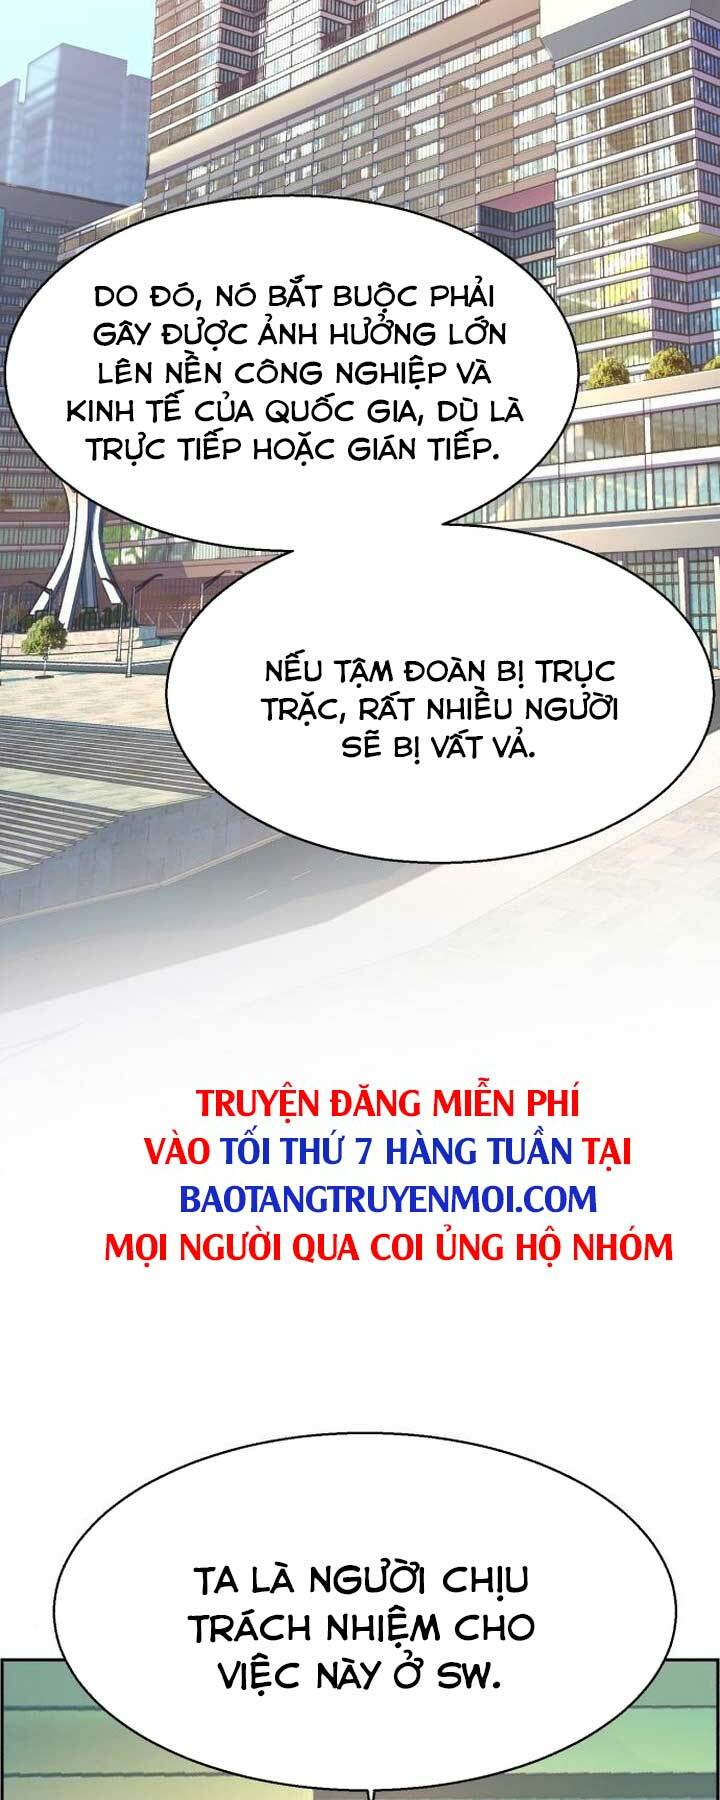 DO ĐÓ, NÓ BẮT BUỘC PHẢI
GÂY ĐƯỢC ẢNH HƯỞNG LỚN
LÊN NỀN CÔNG NGHIỆP VÀ
KINH TẾ CỦA QUỐC GIA, DÙ LÀ
TRỰC TIẾP HOẶC GIÁN TIẾP.
NẾU TẬM ĐOÀN BỊ TRỤC
TRẶC, RẤT NHIỀU NGƯỜI
SẼ BỊ VẤT VẢ.
TRUYỆN ĐĂNG MIỄN PHÍ
VÀO TỐI THỨ 7 HÀNG TUẦN TẠI
BAOTANGTRUYENMOI.COM
MỌI NGƯỜI QUA COI ỦNG HỘ NHÓM
TA LÀ NGƯỜI CHỊU
TRÁCH NHIỆM CHO
VIỆC NÀY Ở SW.